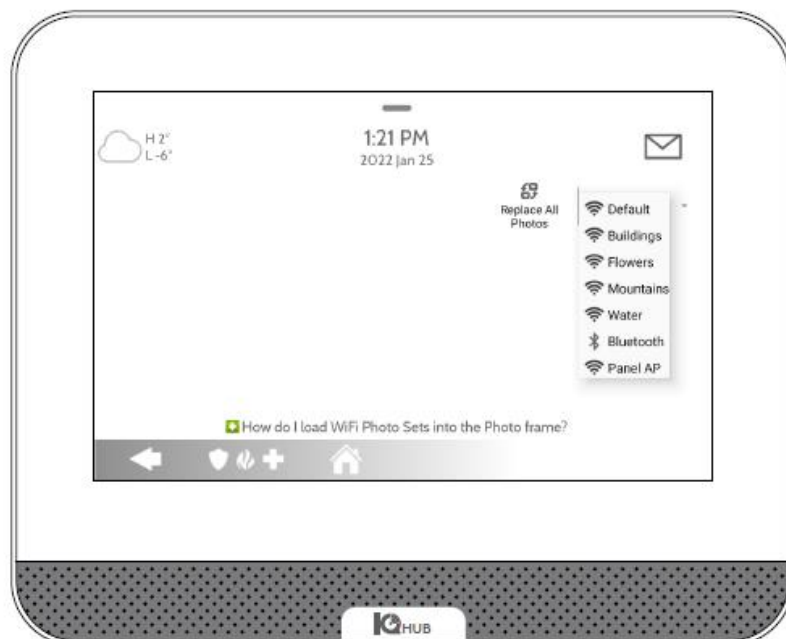 H 2°
L -6°
1:21 PM
2022 Jan 25
Replace All
Photos
Default
Buildings
Flowers
Mountains
Water
Bluetooth
Panel AP
How do I load WiFi Photo Sets into the Photo frame?
IQ HUB